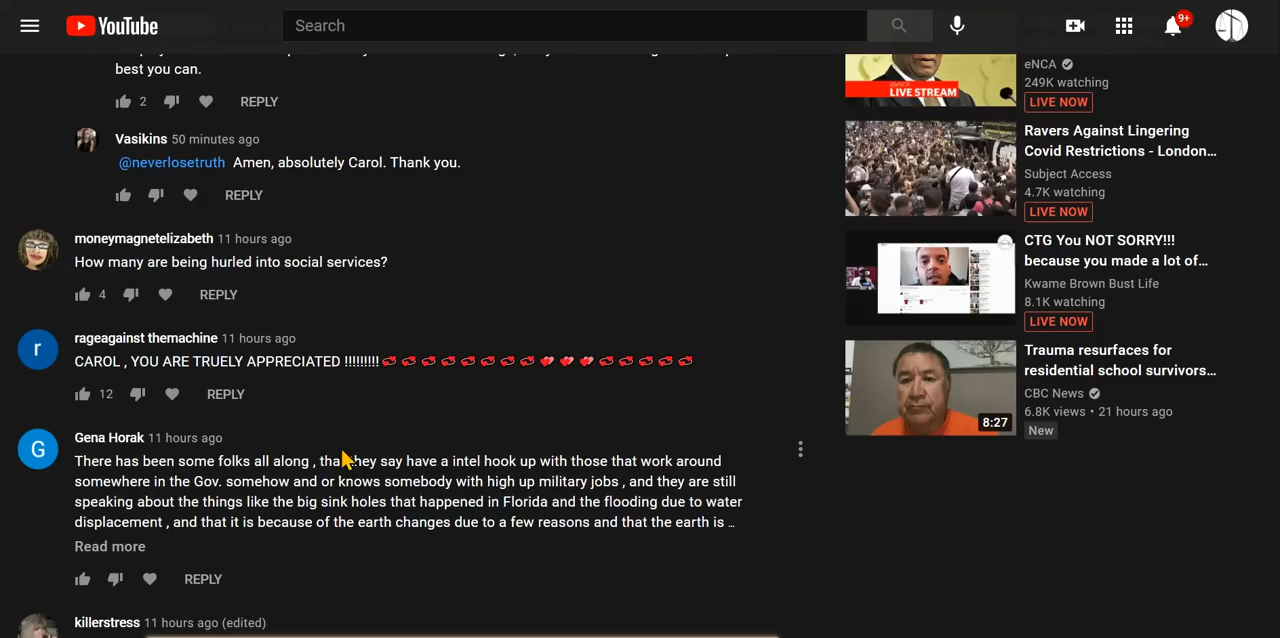 YouTube
Search
9+
best you can.
2
REPLY
Vasikins 50 minutes ago
@neverlosetruth Amen, absolutely Carol. Thank you.
REPLY
moneymagnetelizabeth 11 hours ago
How many are being hurled into social services?
4
REPLY
r
rageagainst themachine 11 hours ago
CAROL , YOU ARE TRUELY APPRECIATED !!!!!!!!!
12
REPLY
G
Gena Horak 11 hours ago
There has been some folks all along , that they say have a intel hook up with those that work around
somewhere in the Gov. somehow and or knows somebody with high up military jobs , and they are still
speaking about the things like the big sink holes that happened in Florida and the flooding due to water
displacement , and that it is because of the earth changes due to a few reasons and that the earth is ...
Read more
REPLY
killerstress 11 hours ago (edited)
LIVE STREAM
eNCA
249K watching
LIVE NOW
Ravers Against Lingering
Covid Restrictions - London...
Subject Access
4.7K watching
LIVE NOW
CTG You NOT SORRY!!!
because you made a lot of...
Kwame Brown Bust Life
8.1K watching
LIVE NOW
8:27
Trauma resurfaces for
residential school survivors...
CBC News
6.8K views • 21 hours ago
New